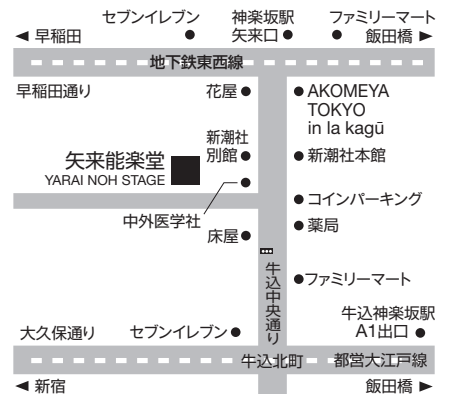 セブンイレブン
神楽坂駅
矢来口
ファミリーマート
◀ 早稲田
飯田橋 ▶
地下鉄東西線
早稲田通り
花屋
AKOMEYA
TOKYO
in la kagū
新潮社
別館
新潮社本館
矢来能楽堂
YARAI NOH STAGE
コインパーキング
中外医学社
薬局
床屋
牛込中央通り
ファミリーマート
牛込神楽坂駅
A1出口
大久保通り
セブンイレブン
牛込北町
都営大江戸線
◀ 新宿
飯田橋 ▶